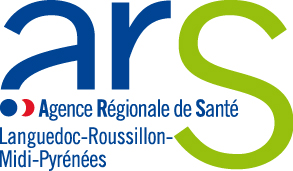 ars
Agence Régionale de Santé
Languedoc-Roussillon-
Midi-Pyrénées